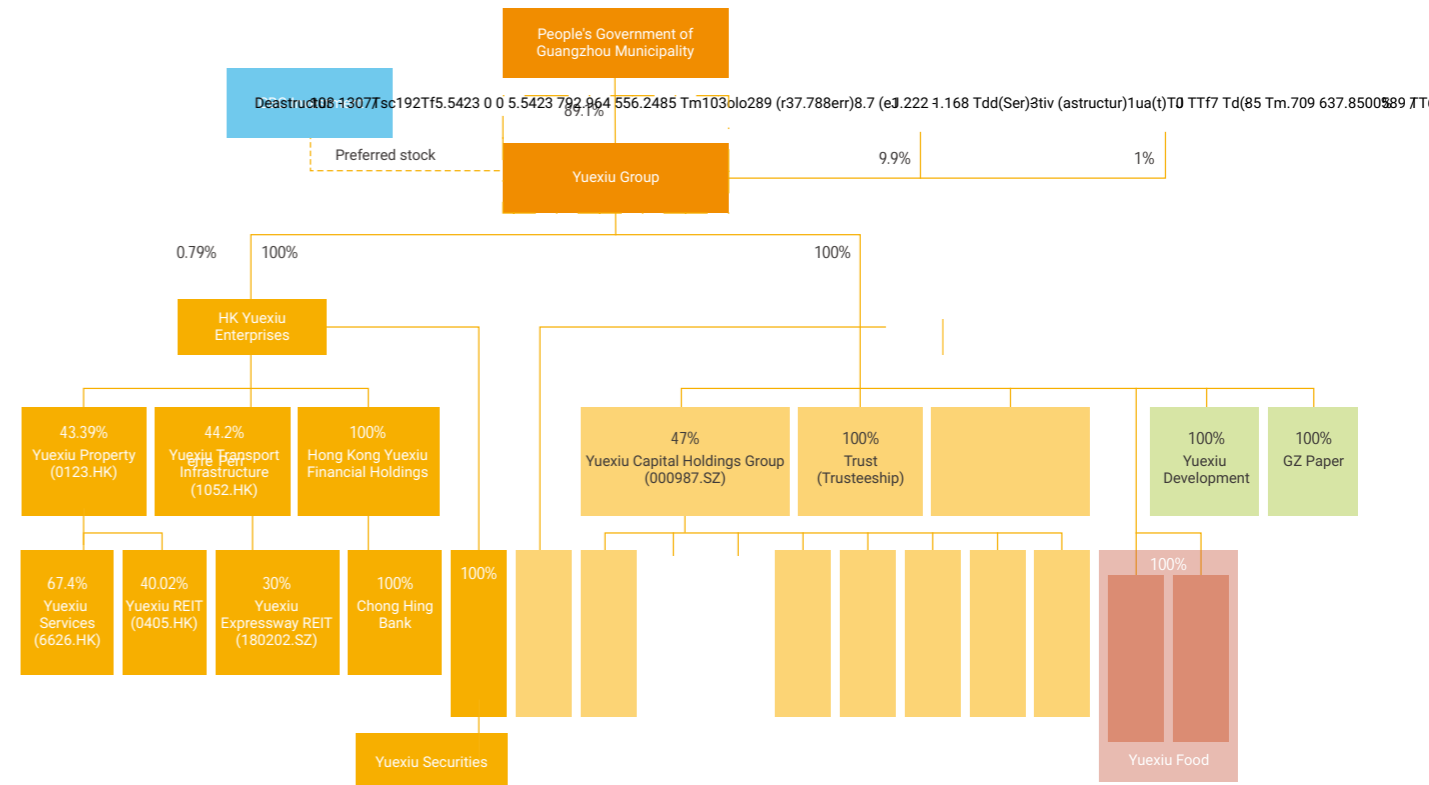 People's Government of
Guangzhou Municipality
89.1%
Preferred stock
Yuexiu Group
9.9%
1%
0.79%
100%
100%
HK Yuexiu
Enterprises
43.39%
Yuexiu Property
(0123.HK)
44.2%
Yuexiu Transport
Infrastructure
(1052.HK)
100%
Hong Kong Yuexiu
Financial Holdings
47%
Yuexiu Capital Holdings Group
(000987.SZ)
100%
Trust
(Trusteeship)
100%
Yuexiu
Development
100%
GZ Paper
67.4%
Yuexiu
Services
(6626.HK)
40.02%
Yuexiu REIT
(0405.HK)
30%
Yuexiu
Expressway REIT
(180202.SZ)
100%
Chong Hing
Bank
100%
100%
Yuexiu Securities
Yuexiu Food